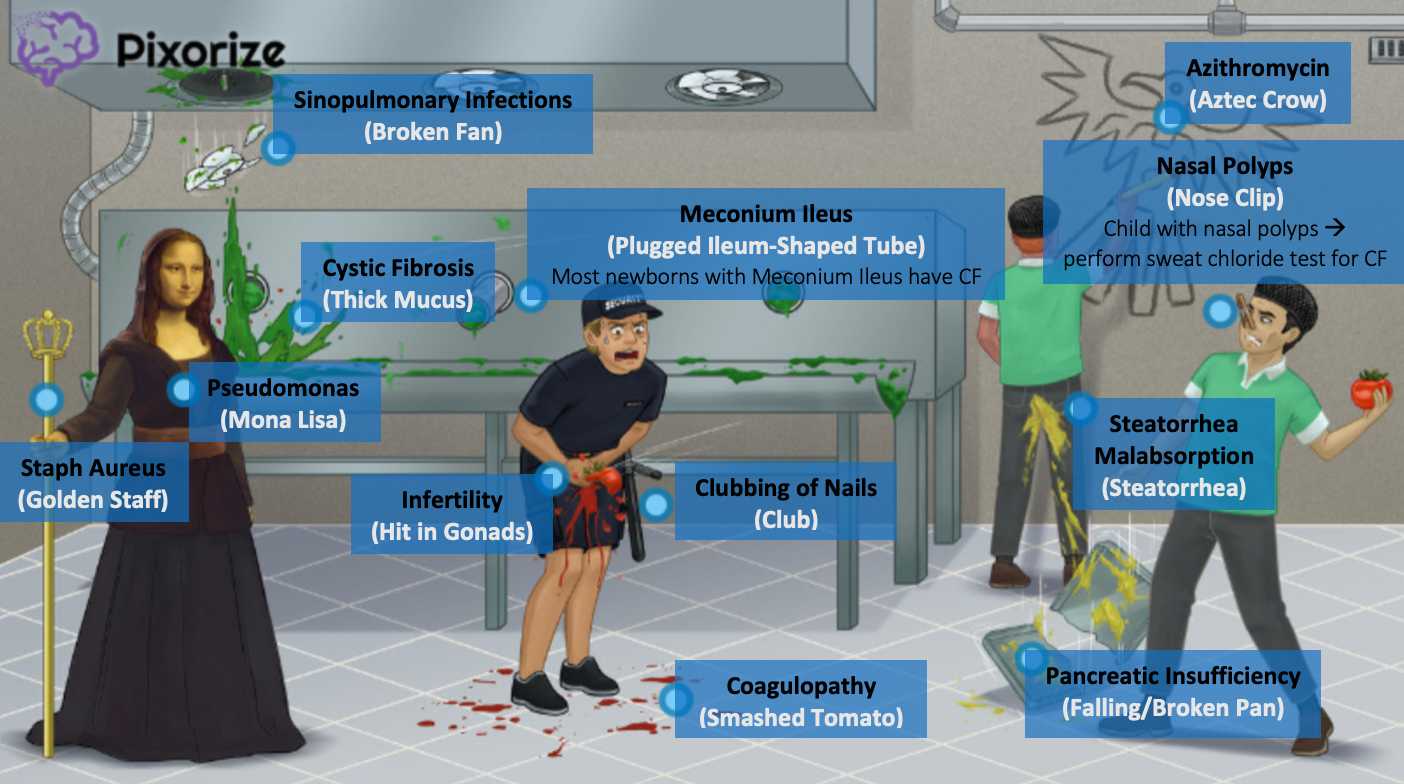 Pixorize
Sinopulmonary Infections
(Broken Fan)
Azithromycin
(Aztec Crow)
Nasal Polyps
(Nose Clip)
Child with nasal polyps →
perform sweat chloride test for CF
Meconium Ileus
(Plugged Ileum-Shaped Tube)
Most newborns with Meconium Ileus have CF
Cystic Fibrosis
(Thick Mucus)
SECURITY
Pseudomonas
(Mona Lisa)
Steatorrhea
Malabsorption
(Steatorrhea)
Staph Aureus
(Golden Staff)
Infertility
(Hit in Gonads)
Clubbing of Nails
(Club)
Coagulopathy
(Smashed Tomato)
Pancreatic Insufficiency
(Falling/Broken Pan)